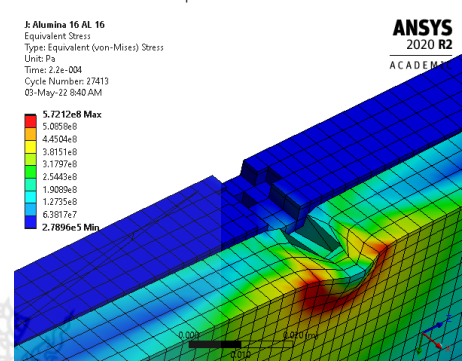 J: Alumina 16 AL 16
Equivalent Stress
Type: Equivalent (von-Mises) Stress
Unit: Pa
Time: 2.2e-004
Cycle Number: 27413
03-May-22 8:40 AM
ANSYS
2020 R2
ACADEMIC
5.7212e8 Max
5.0858e8
4.4504e8
3.8151e8
3.1797e8
2.5443e8
1.9089e8
1.2735e8
6.3817e7
2.7896e5 Min
0.000
0.020 (m)
0.010